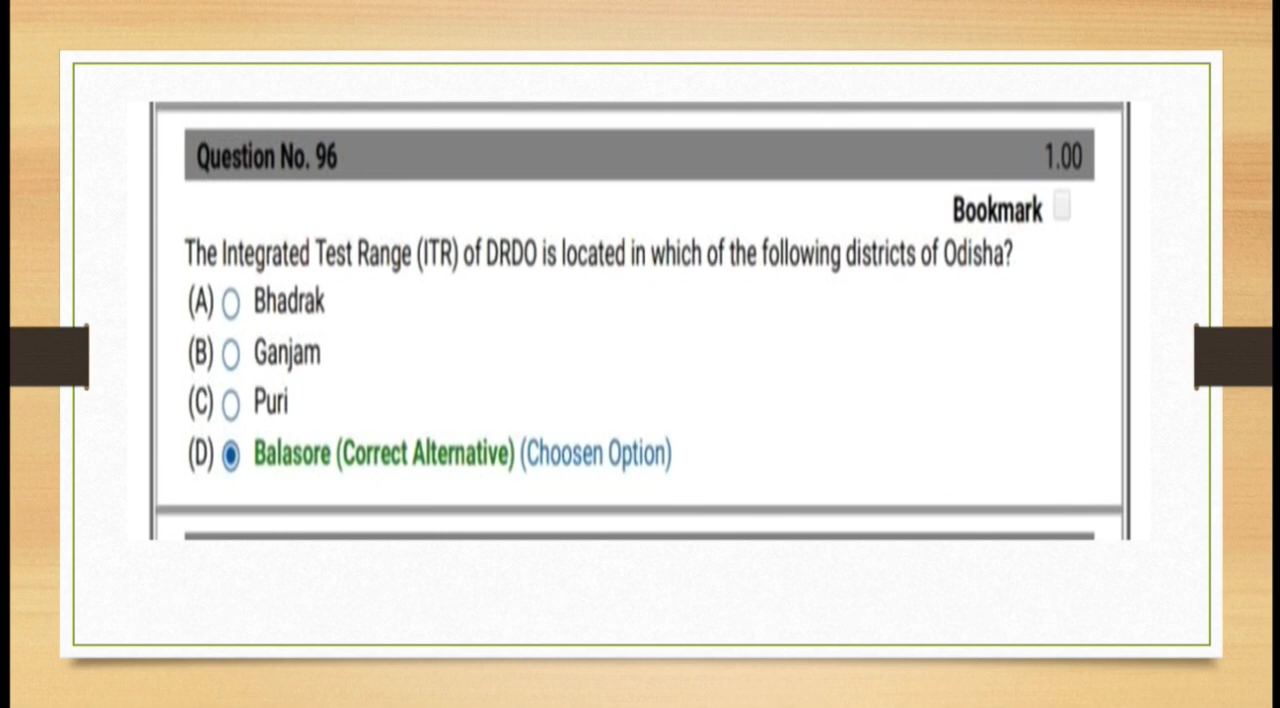 Question No. 96 1.00
Bookmark
The Integrated Test Range (ITR) of DRDO is located in which of the following districts of Odisha?
(A) Bhadrak
(B) Ganjam
(C) Puri
(D) Balasore (Correct Alternative) (Choosen Option)